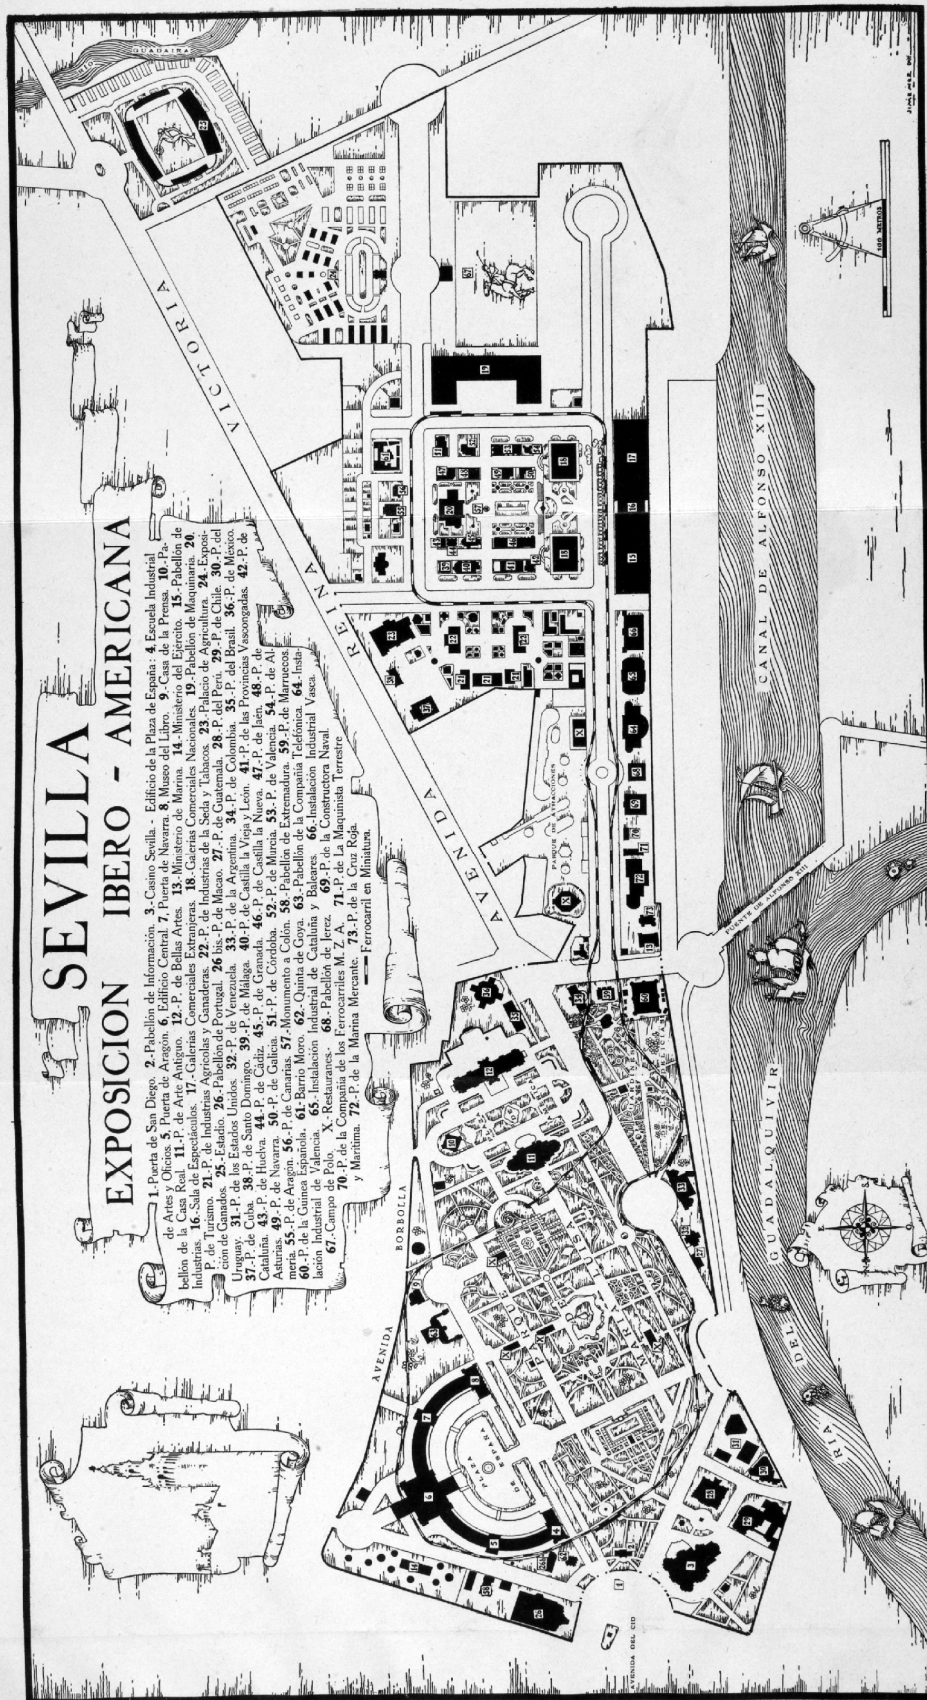 SEVILLA
EXPOSICION IBERO - AMERICANA
1.-Puerta de San Diego. 2.-Pabellón de Información. 3.-Casino Sevilla.- Edificio de la Plaza de España: 4, Escuela Industrial
de Artes y Oficios. 5, Puerta de Aragón. 6, Edificio Central. 7, Puerta de Navarra. 8, Museo del Libro. 9.-Casa de la Prensa. 10.-Pa-
bellón de la Casa Real. 11.-P. de Arte Antiguo. 12.-P. de Bellas Artes. 13.-Ministerio de Marina. 14.-Ministerio del Ejército. 15.-Pabellón de
Industrias. 16.-Sala de Espectáculos. 17.-Galerías Comerciales Extranjeras. 18.-Galerías Comerciales Nacionales. 19.-Pabellón de Maquinaria. 20.
P. de Turismo. 21.-P. de Industrias Agrícolas y Ganaderas. 22.-P. de Industrias de la Seda y Tabacos. 23.-Palacio de Agricultura. 24.-Exposi-
ción de Ganados. 25.-Estadio. 26.-Pabellón de Portugal. 26 bis.-P. de Macao. 27.-P. de Guatemala. 28.-P. del Perú. 29.-P. de Chile. 30.-P. del
Uruguay. 31.-P. de los Estados Unidos. 32.-P. de Venezuela. 33.-P. de la Argentina. 34.-P. de Colombia. 35.-P. del Brasil. 36.-P. de México.
37.-P. de Cuba. 38.-P. de Santo Domingo. 39.-P. de Málaga. 40.-P. de Castilla la Vieja y León. 41.-P. de las Provincias Vascongadas. 42.-P. de
Cataluña. 43.-P. de Huelva. 44.-P. de Cádiz. 45.-P. de Granada. 46.-P. de Castilla la Nueva. 47.-P. de Jaén. 48.-P. de
Asturias. 49.-P. de Navarra. 50.-P. de Galicia. 51.-P. de Córdoba. 52.-P. de Murcia. 53.-P. de Valencia. 54.-P. de Al-
mería. 55.-P. de Aragón. 56.-P. de Canarias. 57.-Monumento a Colón. 58.-Pabellón de Extremadura. 59.-P. de Marruecos
60.-P. de la Guinea Española. 61.-Barrio Moro. 62.-Quinta de Goya. 63.-Pabellón de la Compañía Telefónica. 64.-Insta-
lación Industrial de Valencia. 65.-Instalación Industrial de Cataluña y Baleares. 66.-Instalación Industrial Vasca.
67.-Campo de Polo. X.-Restauranes.- 68.-Pabellón de Jerez. 69.-P. de la Constructora Naval.
70.-P. de la Compañía de los Ferrocarriles M. Z. A. 71.-P. de La Maquinista Terrestre
y Marítima. 72.-P. de la Marina Mercante. 73.-P. de la Cruz Roja.
Ferrocarril en Miniatura.
RIO GUADAIRA
AVENIDA REINA VICTORIA
AVENIDA BORBOLLA
PLAZA DE ESPAÑA
PARQUE MARIA LUISA
PARQUE DE ATRACCIONES
AVENIDA DEL CID
PUENTE DE ALFONSO XIII
CANAL DE ALFONSO XIII
GUADALQUIVIR
DEL
500 METROS